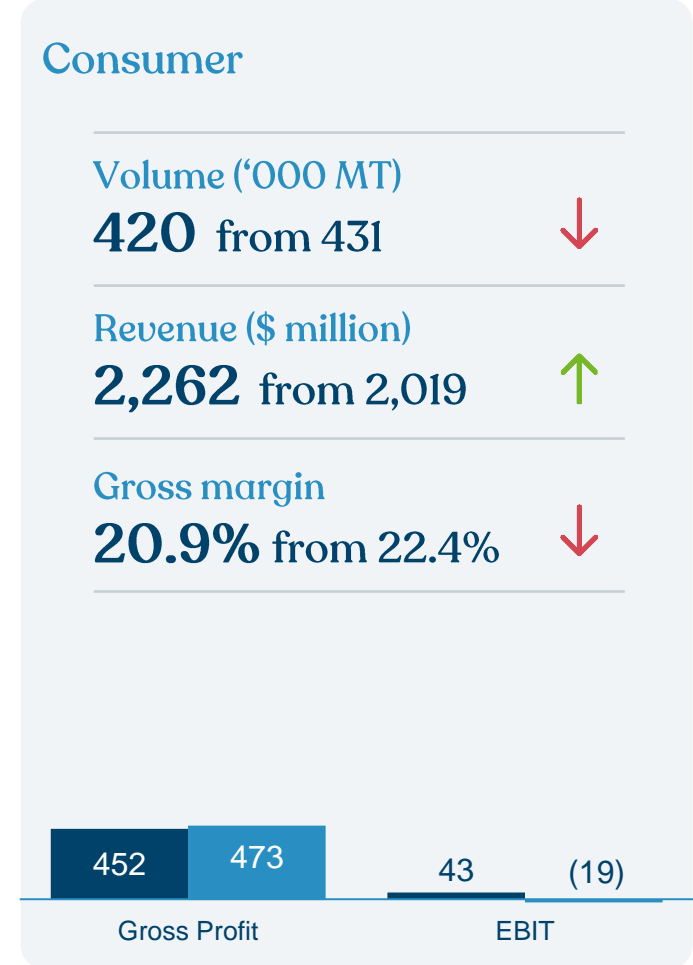 Consumer
Volume (‘000 MT)
420 from 431
Revenue ($ million)
2,262 from 2,019
Gross margin
20.9% from 22.4%
452 473 43 (19)
Gross Profit EBIT